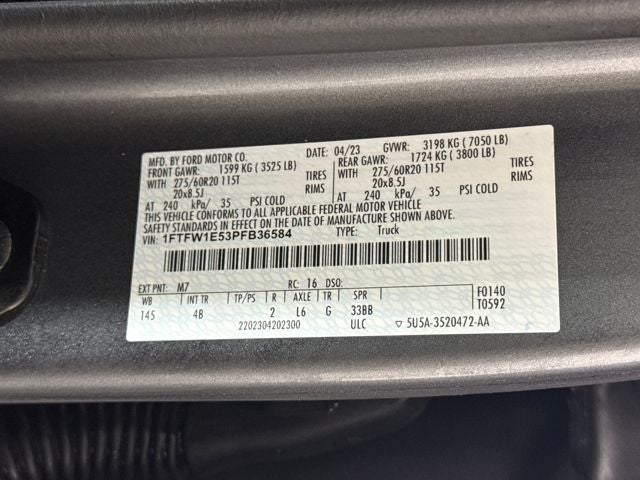 MFD. BY FORD MOTOR CO.
DATE: 04/23 GVWR: 3198 KG ( 7050 LB)
FRONT GAWR: 1599 KG ( 3525 LB) REAR GAWR: 1724 KG ( 3800 LB)
WITH 275/60R20 115T TIRES WITH 275/60R20 115T TIRES
20x8.5J RIMS 20x8.5J RIMS
AT 240 kPa/ 35 PSI COLD AT 240 kPa/ 35 PSI COLD
THIS VEHICLE CONFORMS TO ALL APPLICABLE FEDERAL MOTOR VEHICLE
SAFETY STANDARDS IN EFFECT ON THE DATE OF MANUFACTURE SHOWN ABOVE.
VIN: 1FTFW1E53PFB36584 TYPE: Truck
EXT PNT: M7 RC: 16 DSO: F0140
WB INT TR TP/PS R AXLE TR SPR T0592
145 4B 2 L6 G 33BB
2202304202300 ULC ▽ 5U5A-3520472-AA